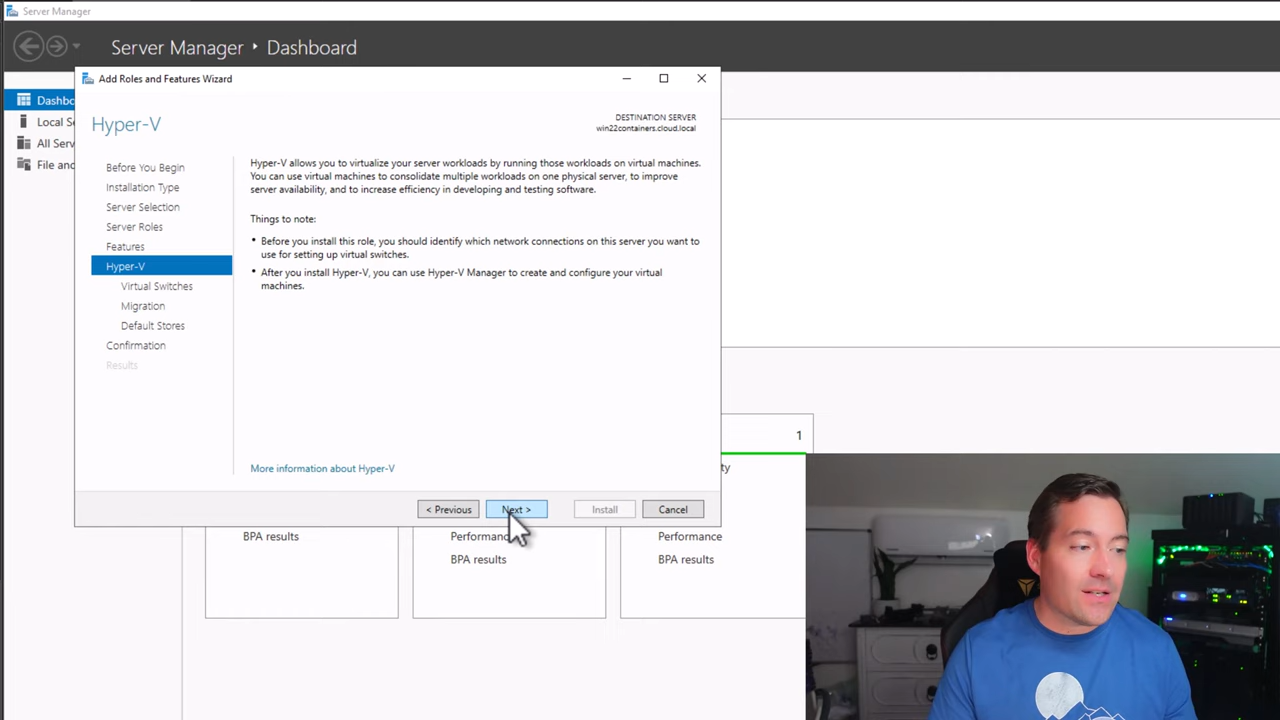 Server Manager
Server Manager ‣ Dashboard
Local
All
File and
Add Roles and Features Wizard
Hyper-V
DESTINATION SERVER
win22containers.cloud.local
Before You Begin
Installation Type
Server Selection
Server Roles
Features
Hyper-V
Virtual Switches
Migration
Default Stores
Confirmation
Results
Hyper-V allows you to virtualize your server workloads by running those workloads on virtual machines.
You can use virtual machines to consolidate multiple workloads on one physical server, to improve
server availability, and to increase efficiency in developing and testing software.
Things to note:
• Before you install this role, you should identify which network connections on this server you want to
use for setting up virtual switches.
• After you install Hyper-V, you can use Hyper-V Manager to create and configure your virtual
machines.
More information about Hyper-V
< Previous
Next >
Install
Cancel
1
BPA results
Performance
BPA results
Performance
BPA results